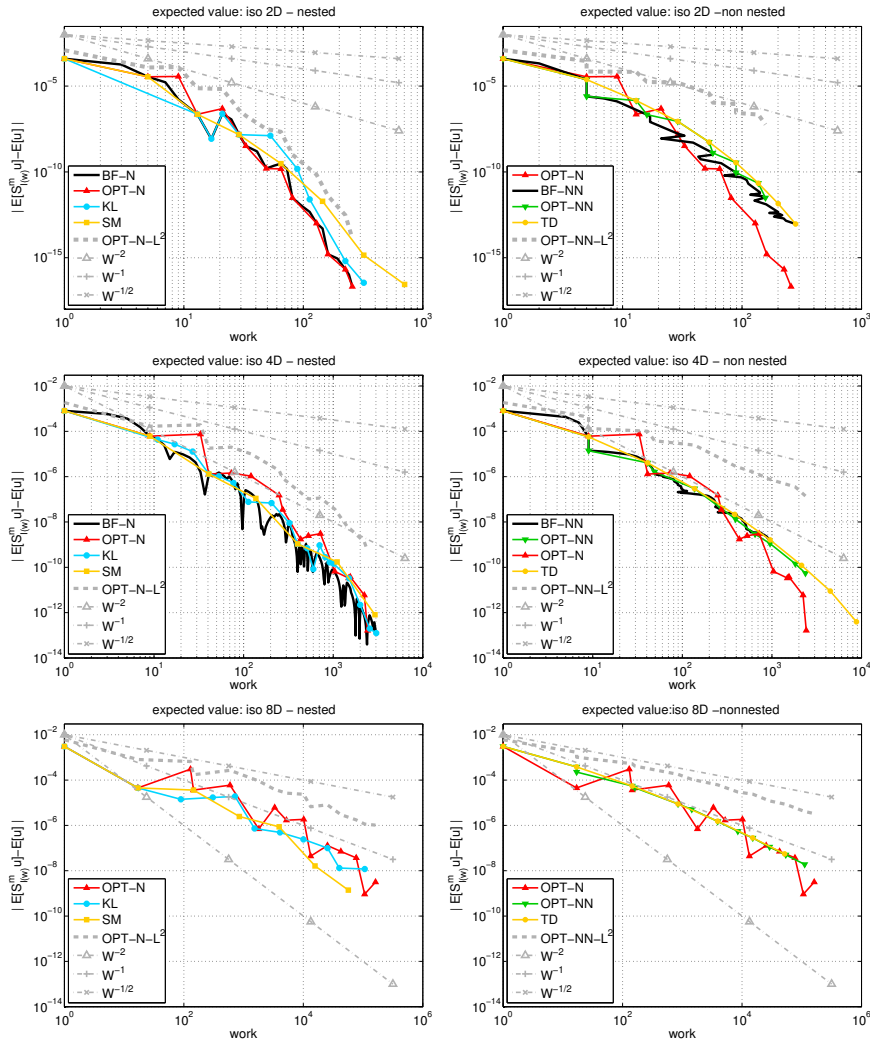 expected value: iso 2D − nested
| E[S^m_{I(w)} u]−E[u] |
10^−5
10^−10
10^−15
BF−N
OPT−N
KL
SM
OPT−N−L^2
W^−2
W^−1
W^−1/2
10^0
10^1
10^2
10^3
work
expected value: iso 2D −non nested
| E[S^m_{I(w)} u]−E[u] |
10^−5
10^−10
10^−15
OPT−N
BF−NN
OPT−NN
TD
OPT−NN−L^2
W^−2
W^−1
W^−1/2
10^0
10^1
10^2
10^3
work
expected value: iso 4D − nested
| E[S^m_{I(w)} u]−E[u] |
10^−2
10^−4
10^−6
10^−8
10^−10
10^−12
10^−14
BF−N
OPT−N
KL
SM
OPT−N−L^2
W^−2
W^−1
W^−1/2
10^0
10^1
10^2
10^3
10^4
work
expected value: iso 4D − non nested
| E[S^m_{I(w)} u]−E[u] |
10^−2
10^−4
10^−6
10^−8
10^−10
10^−12
10^−14
BF−NN
OPT−NN
OPT−N
TD
OPT−NN−L^2
W^−2
W^−1
W^−1/2
10^0
10^1
10^2
10^3
10^4
work
expected value: iso 8D − nested
| E[S^m_{I(w)} u]−E[u] |
10^−2
10^−4
10^−6
10^−8
10^−10
10^−12
10^−14
OPT−N
KL
SM
OPT−N−L^2
W^−2
W^−1
W^−1/2
10^0
10^2
10^4
10^6
work
expected value:iso 8D −nonnested
| E[S^m_{I(w)} u]−E[u] |
10^−2
10^−4
10^−6
10^−8
10^−10
10^−12
10^−14
OPT−N
OPT−NN
TD
OPT−NN−L^2
W^−2
W^−1
W^−1/2
10^0
10^2
10^4
10^6
work